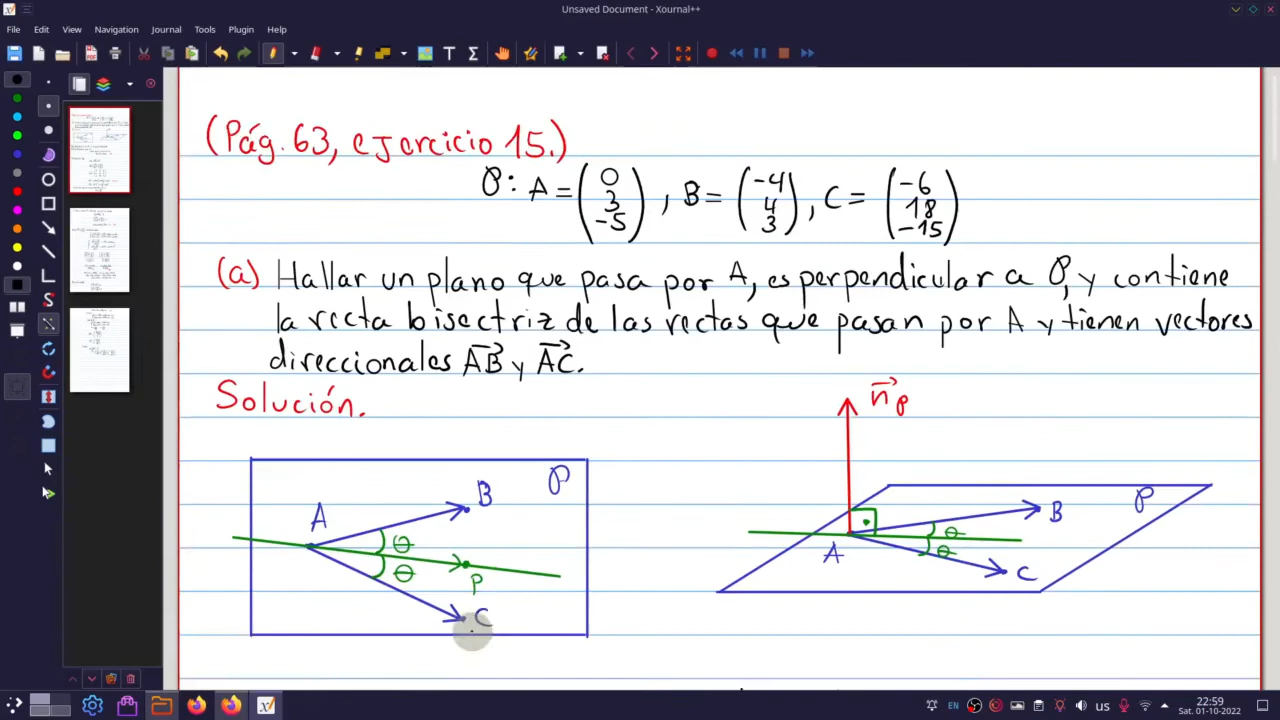 Unsaved Document - Xournal++
File Edit View Navigation Journal Tools Plugin Help
(Pág. 63, ejercicio 15.)
P: A = (0 3 -5), B = (-4 4 3), C = (-6 18 -15)
(a) Hallar un plano que pasa por A, es perpendicular a P, y contiene
la recta bisectriz de las rectas que pasan por A y tienen vectores
direccionales AB y AC.
Solución.
n P
P
A
B
θ
θ
P
C
P
B
A
θ
θ
C
EN
us
22:59
Sat. 01-10-2022